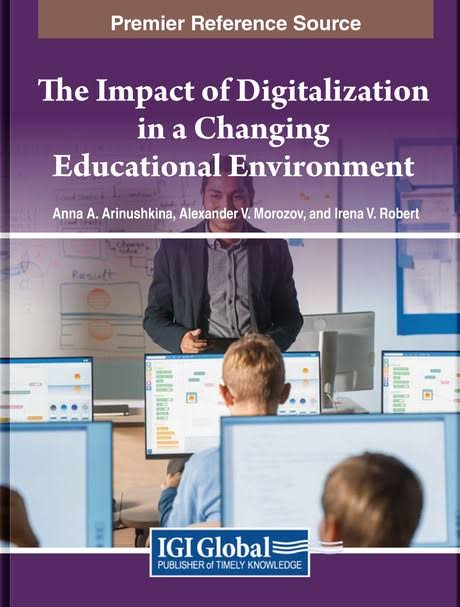 Premier Reference Source
The Impact of Digitalization
in a Changing
Educational Environment
Anna A. Arinushkina, Alexander V. Morozov, and Irena V. Robert
Result
IGI Global
PUBLISHER of TIMELY KNOWLEDGE